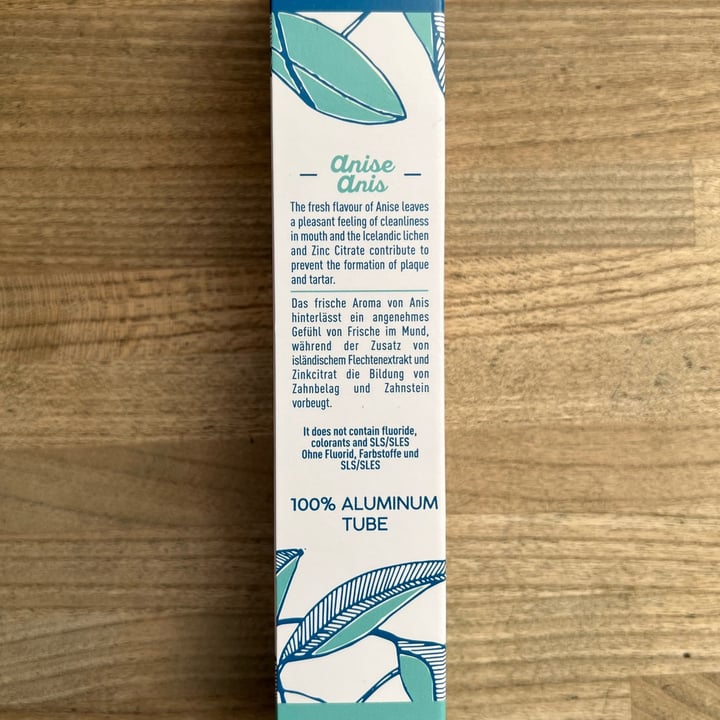 Anise
Anis
The fresh flavour of Anise leaves
a pleasant feeling of cleanliness
in mouth and the Icelandic lichen
and Zinc Citrate contribute to
prevent the formation of plaque
and tartar.
Das frische Aroma von Anis
hinterlässt ein angenehmes
Gefühl von Frische im Mund,
während der Zusatz von
isländischem Flechtenextrakt und
Zinkcitrat die Bildung von
Zahnbelag und Zahnstein
vorbeugt.
It does not contain fluoride,
colorants and SLS/SLES
Ohne Fluorid, Farbstoffe und
SLS/SLES
100% ALUMINUM
TUBE